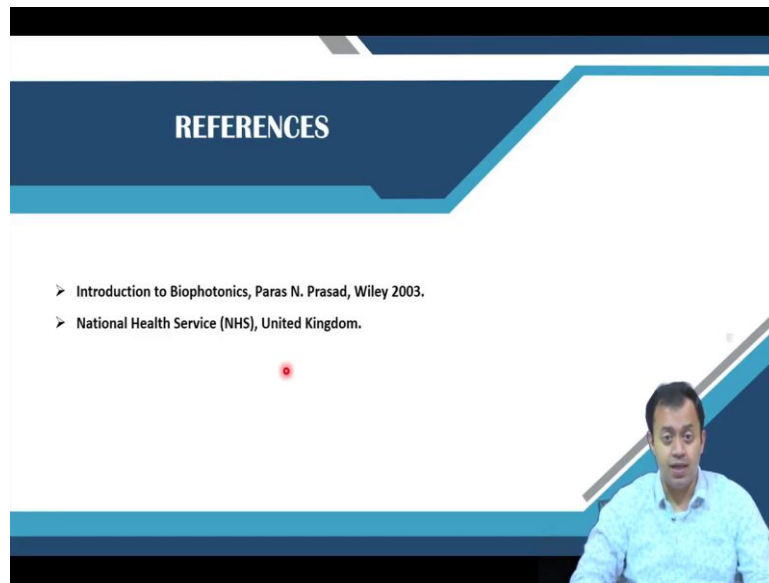 REFERENCES
➢ Introduction to Biophotonics, Paras N. Prasad, Wiley 2003.
➢ National Health Service (NHS), United Kingdom.